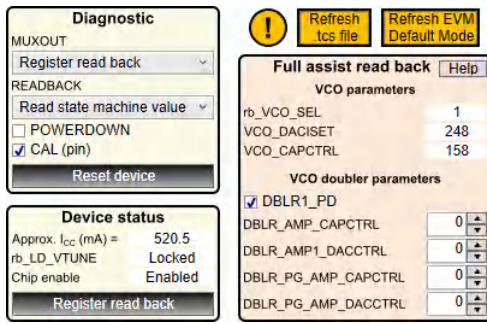 Diagnostic
MUXOUT
Register read back
READBACK
Read state machine value
POWERDOWN
CAL (pin)
Reset device
Device status
Approx. ICC (mA) = 520.5
rb_LD_VTUNE Locked
Chip enable Enabled
Register read back
!
Refresh
.tcs file
Refresh EVM
Default Mode
Full assist read back Help
VCO parameters
rb_VCO_SEL 1
VCO_DACISET 248
VCO_CAPCTRL 158
VCO doubler parameters
DBLR1_PD
DBLR_AMP_CAPCTRL 0
DBLR_AMP1_DACCTRL 0
DBLR_PG_AMP_CAPCTRL 0
DBLR_PG_AMP_DACCTRL 0